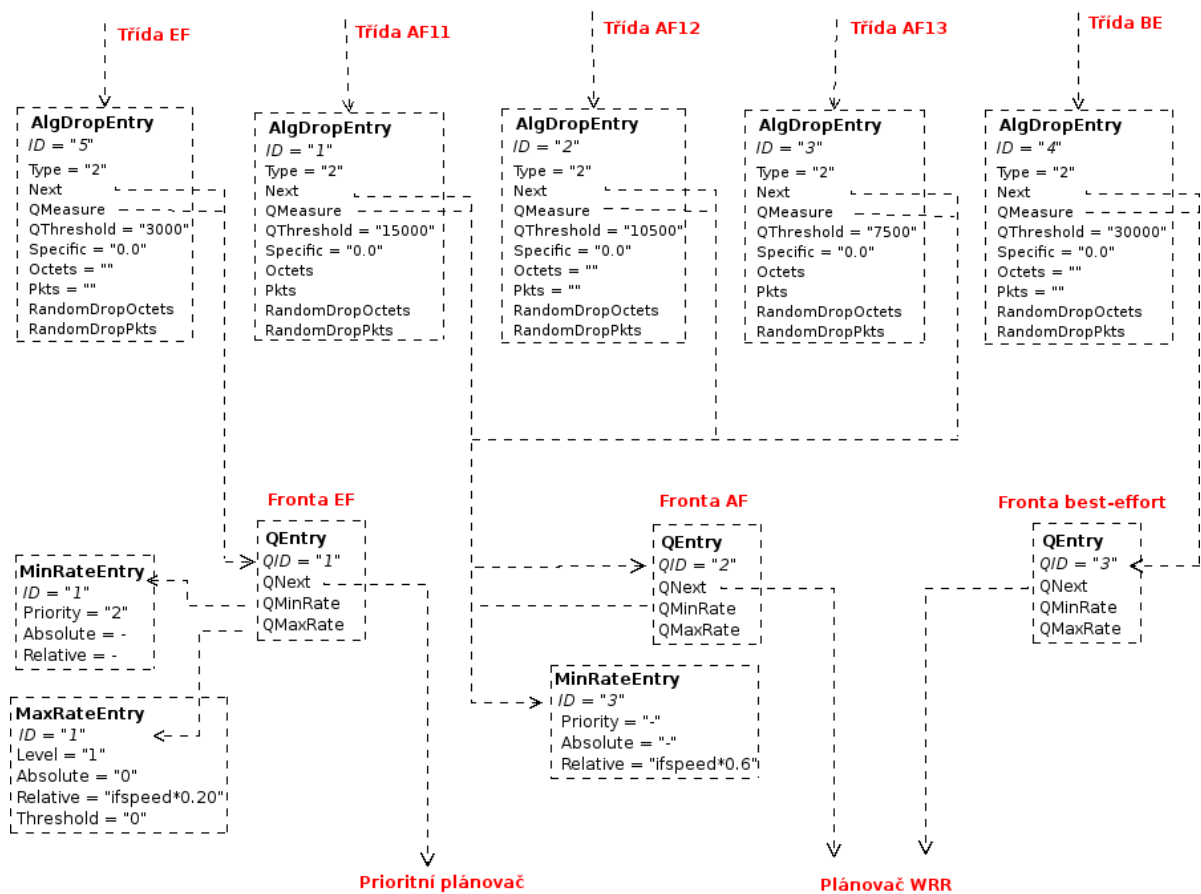 Třída EF
Třída AF11
Třída AF12
Třída AF13
Třída BE
AlgDropEntry
ID = "5"
Type = "2"
Next
QMeasure
QThreshold = "3000"
Specific = "0.0"
Octets = ""
Pkts = ""
RandomDropOctets
RandomDropPkts
AlgDropEntry
ID = "1"
Type = "2"
Next
QMeasure
QThreshold = "15000"
Specific = "0.0"
Octets
Pkts
RandomDropOctets
RandomDropPkts
AlgDropEntry
ID = "2"
Type = "2"
Next
QMeasure
QThreshold = "10500"
Specific = "0.0"
Octets = ""
Pkts = ""
RandomDropOctets
RandomDropPkts
AlgDropEntry
ID = "3"
Type = "2"
Next
QMeasure
QThreshold = "7500"
Specific = "0.0"
Octets
Pkts
RandomDropOctets
RandomDropPkts
AlgDropEntry
ID = "4"
Type = "2"
Next
QMeasure
QThreshold = "30000"
Specific = "0.0"
Octets = ""
Pkts = ""
RandomDropOctets
RandomDropPkts
Fronta EF
Fronta AF
Fronta best-effort
MinRateEntry
ID = "1"
Priority = "2"
Absolute = -
Relative = -
QEntry
QID = "1"
QNext
QMinRate
QMaxRate
QEntry
QID = "2"
QNext
QMinRate
QMaxRate
QEntry
QID = "3"
QNext
QMinRate
QMaxRate
MaxRateEntry
ID = "1"
Level = "1"
Absolute = "0"
Relative = "ifspeed*0.20"
Threshold = "0"
MinRateEntry
ID = "3"
Priority = "-"
Absolute = "-"
Relative = "ifspeed*0.6"
Prioritní plánovač
Plánovač WRR